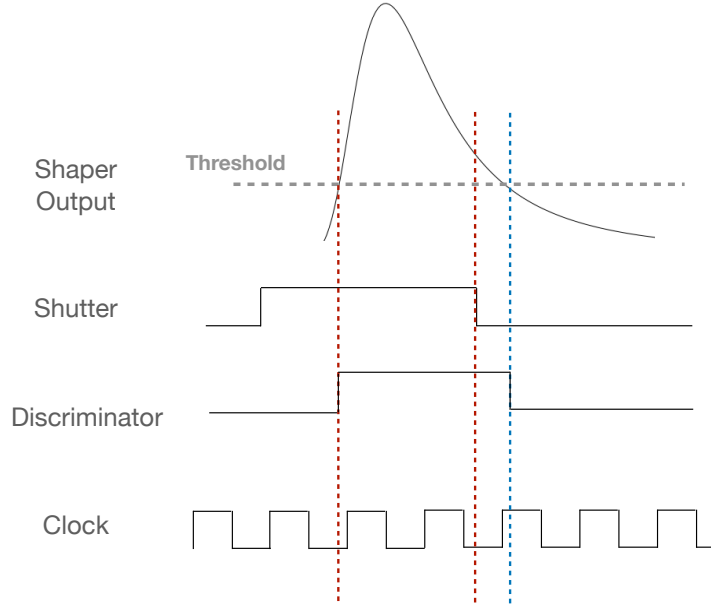 Threshold
Shaper
Output
Shutter
Discriminator
Clock